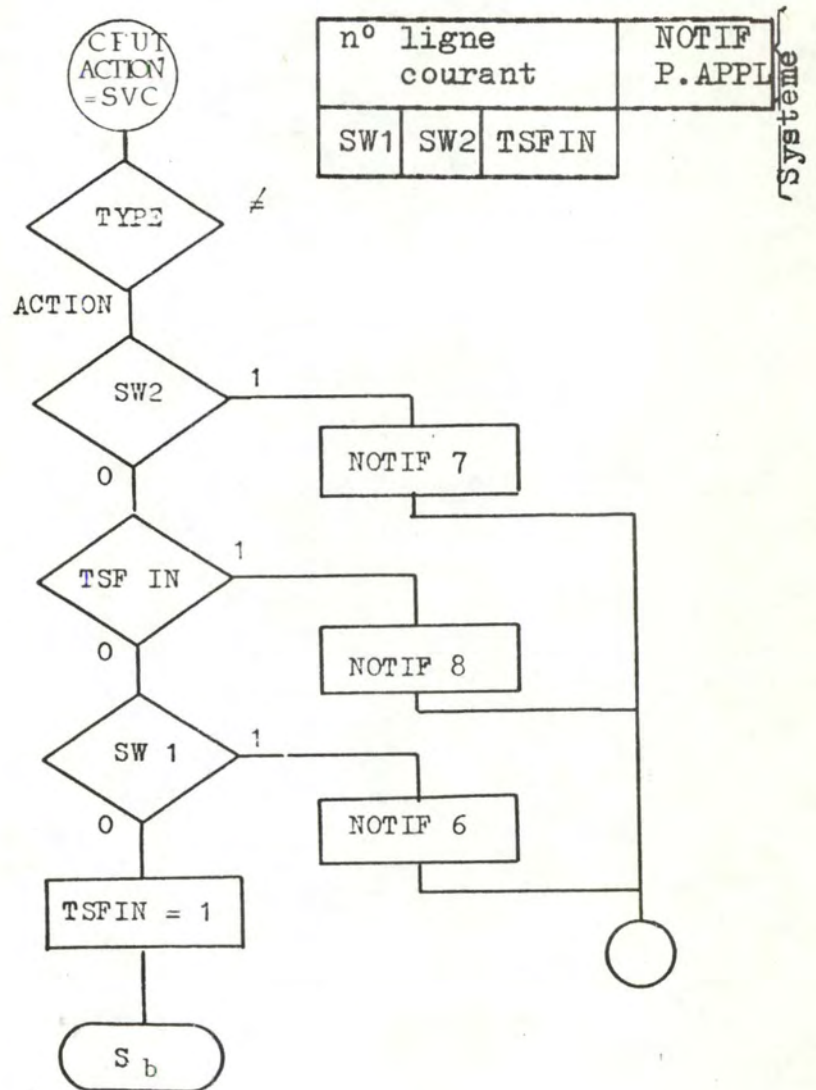 CFUT
ACTION
=SVC
n° ligne
courant
NOTIF
P.APPL
Systeme
SW1 SW2 TSFIN
TYPE
≠
ACTION
SW2
1
NOTIF 7
0
TSF IN
1
NOTIF 8
0
SW 1
1
NOTIF 6
0
TSFIN = 1
S b